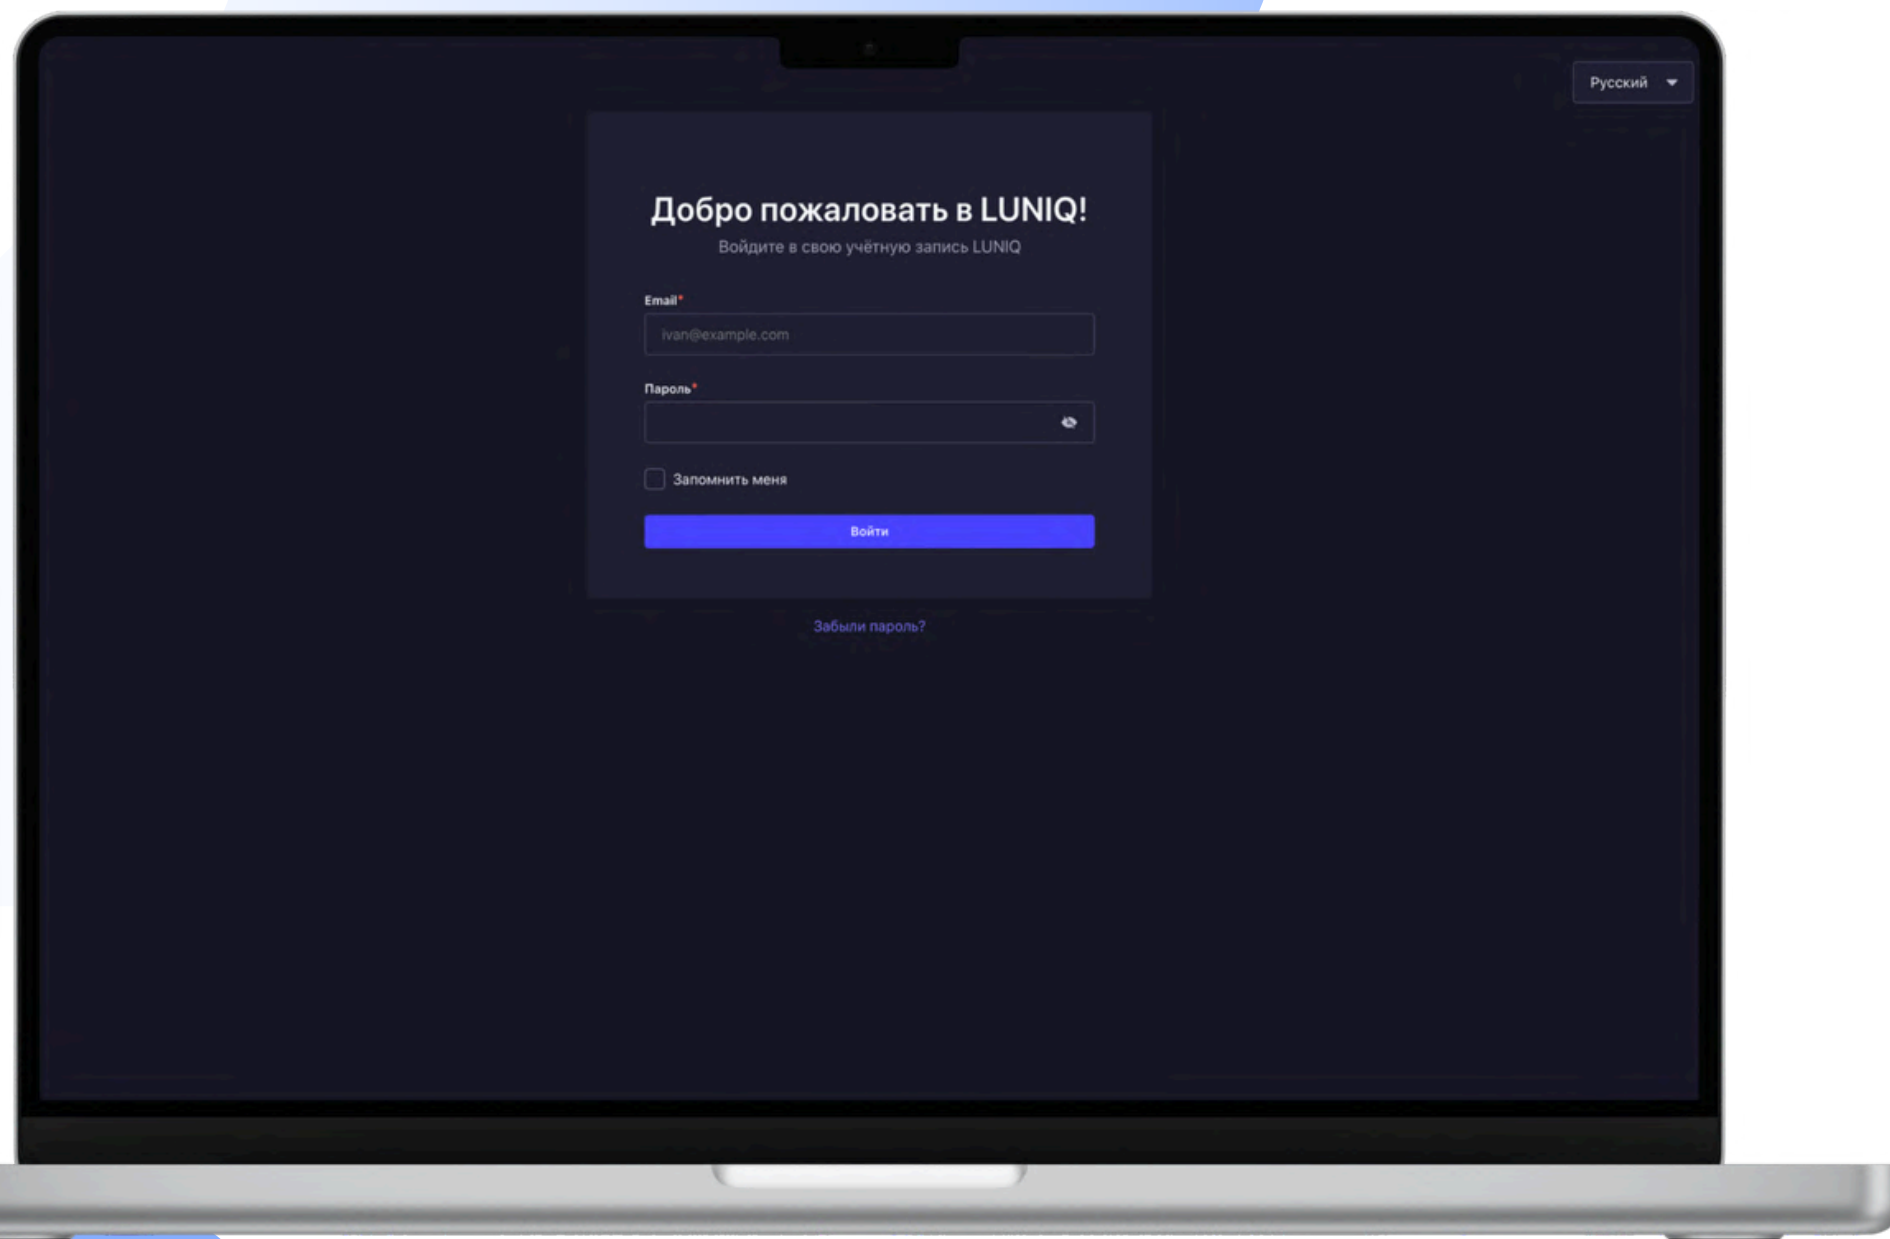 Русский
Добро пожаловать в LUNIQ!
Войдите в свою учётную запись LUNIQ
Email*
ivan@example.com
Пароль*
Запомнить меня
Войти
Забыли пароль?